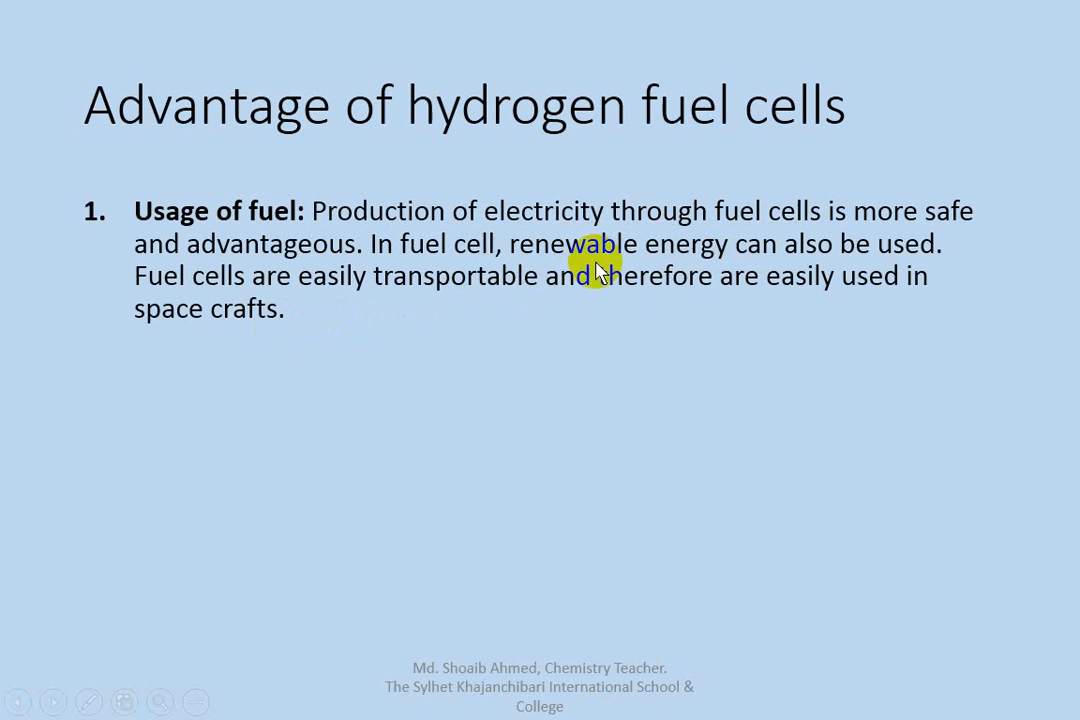 Advantage of hydrogen fuel cells
1. Usage of fuel: Production of electricity through fuel cells is more safe
and advantageous. In fuel cell, renewable energy can also be used.
Fuel cells are easily transportable and therefore are easily used in
space crafts.
Md. Shoaib Ahmed, Chemistry Teacher.
The Sylhet Khajanchibari International School &
College